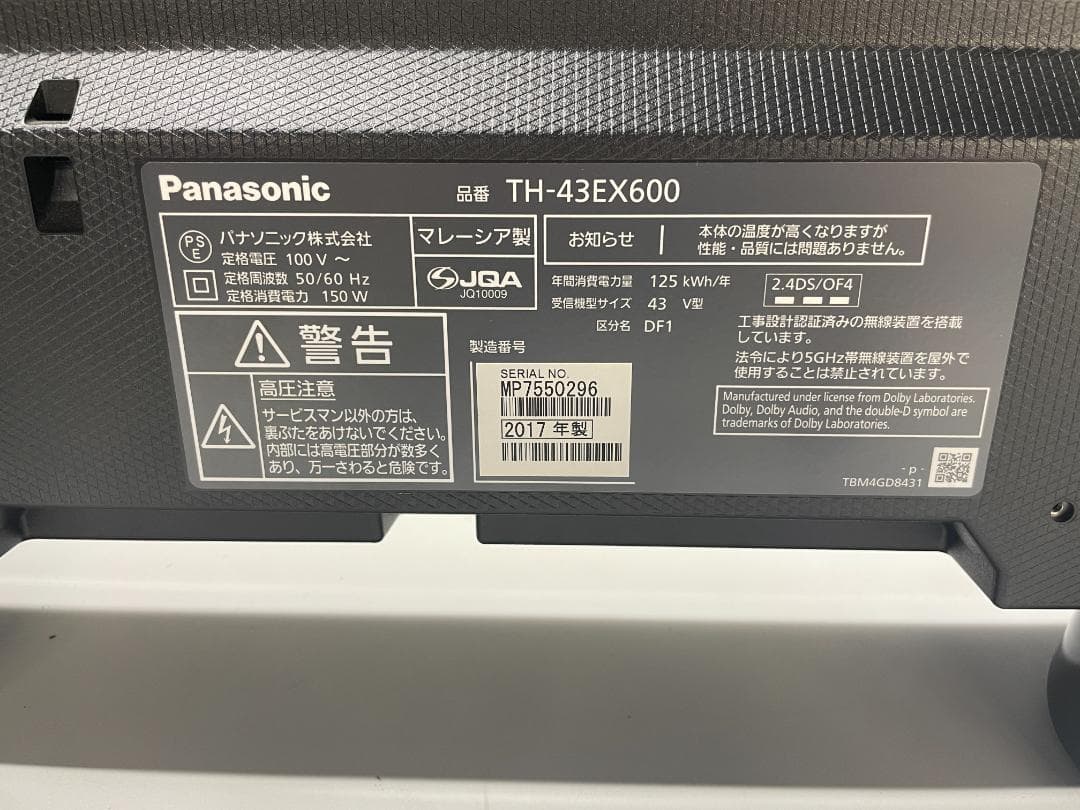 Panasonic
品番 TH-43EX600
PSE
パナソニック株式会社
定格電圧 100 V ～
定格周波数 50/60 Hz
定格消費電力 150 W
マレーシア製
JQA
JQ10009
お知らせ
本体の温度が高くなりますが
性能・品質には問題ありません。
年間消費電力量 125 kWh/年
受信機型サイズ 43 V型
区分名 DF1
2.4DS/OF4
工事設計認証済みの無線装置を搭載
しています。
法令により5GHz帯無線装置を屋外で
使用することは禁止されています。
警告
高圧注意
サービスマン以外の方は、
裏ぶたをあけないでください。
内部には高電圧部分が数多く
あり、万一さわると危険です。
製造番号
SERIAL NO.
MP7550296
2017 年製
Manufactured under license from Dolby Laboratories.
Dolby, Dolby Audio, and the double-D symbol are
trademarks of Dolby Laboratories.
- p -
TBM4GD8431